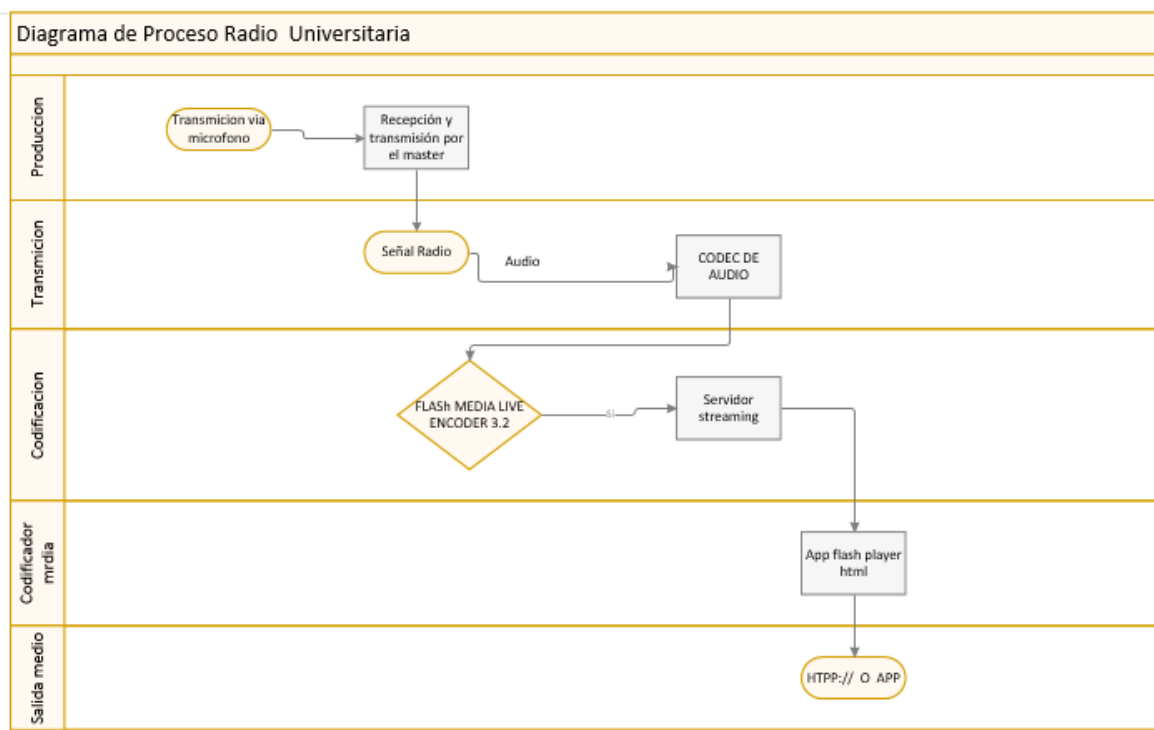 Diagrama de Proceso Radio Universitaria
Produccion
Transmicion via
microfono
Recepción y
transmisión por
el master
Transmicion
Señal Radio
Audio
CODEC DE
AUDIO
Codificacion
FLASh MEDIA LIVE
ENCODER 3.2
Si
Servidor
streaming
Codificador
mrdia
App flash player
html
Salida medio
HTPP:// O APP